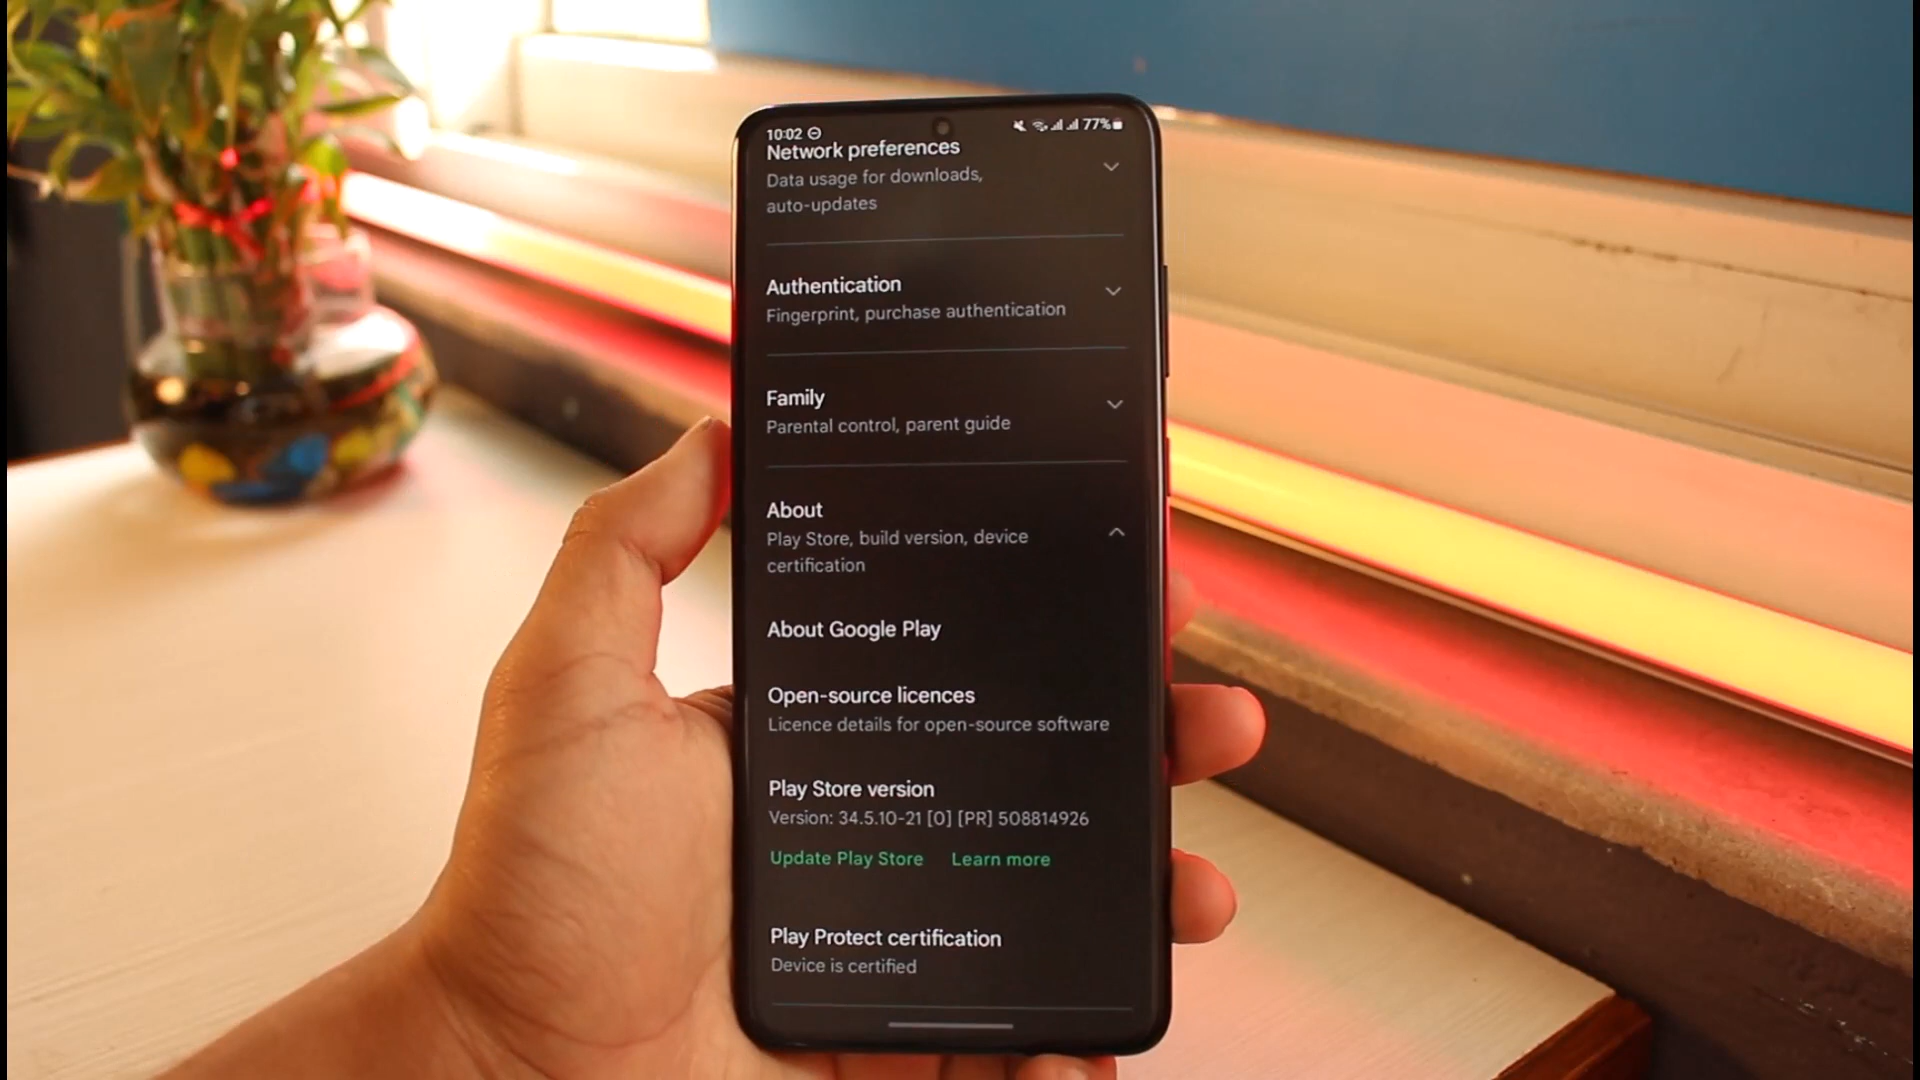 10:02
77%
Network preferences
Data usage for downloads,
auto-updates
Authentication
Fingerprint, purchase authentication
Family
Parental control, parent guide
About
Play Store, build version, device
certification
About Google Play
Open-source licences
Licence details for open-source software
Play Store version
Version: 34.5.10-21 [0] [PR] 508814926
Update Play Store Learn more
Play Protect certification
Device is certified